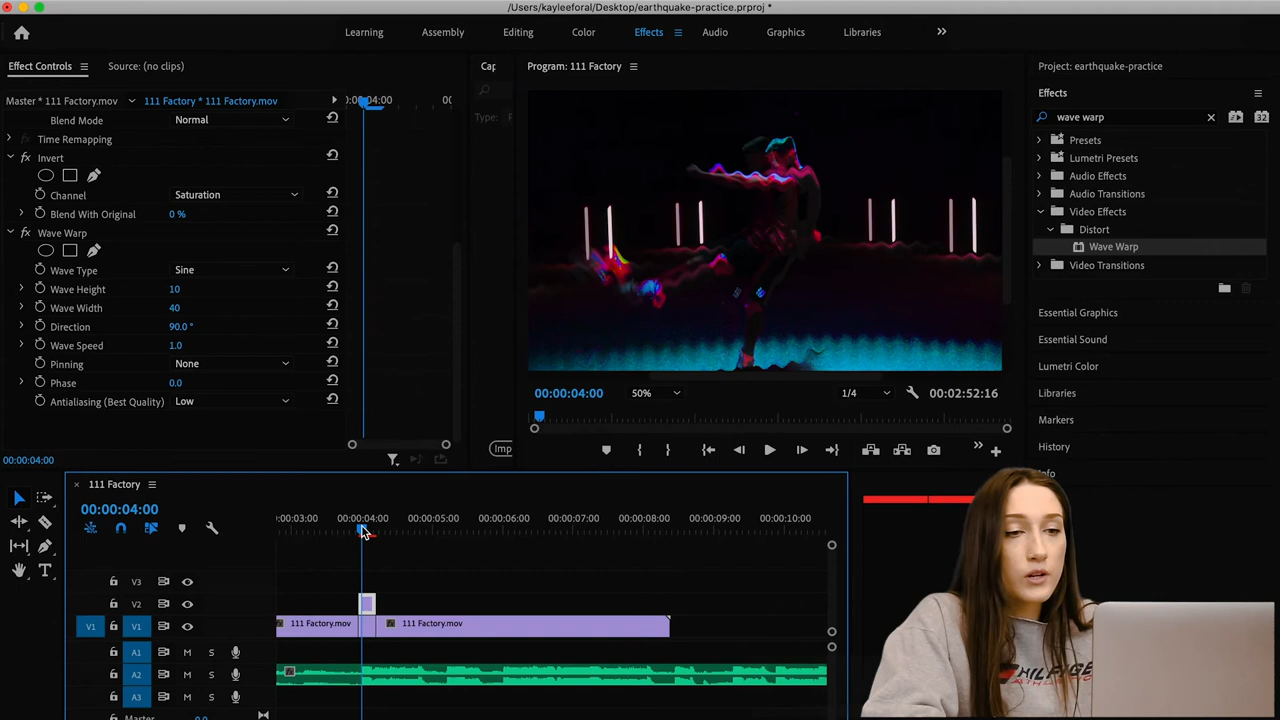 /Users/kayleeforal/Desktop/earthquake-practice.prproj *
Learning Assembly Editing Color Effects Audio Graphics Libraries
Effect Controls Source: (no clips) Program: 111 Factory Project: earthquake-practice
Master * 111 Factory.mov 111 Factory * 111 Factory.mov
Effects
wave warp
Blend Mode Normal
Time Remapping
Invert
Channel Saturation
Blend With Original 0 %
Wave Warp
Wave Type Sine
Wave Height 10
Wave Width 40
Direction 90.0 °
Wave Speed 1.0
Pinning None
Phase 0.0
Antialiasing (Best Quality) Low
00:00:04:00
Type:
00:00:04:00 50% 1/4 00:02:52:16
Presets
Lumetri Presets
Audio Effects
Audio Transitions
Video Effects
Distort
Wave Warp
Video Transitions
Essential Graphics
Essential Sound
Lumetri Color
Libraries
Markers
History
111 Factory
00:00:04:00
:00:03:00 00:00:04:00 00:00:05:00 00:00:06:00 00:00:07:00 00:00:08:00 00:00:09:00 00:00:10:00
V3
V2
V1 V1 111 Factory.mov 111 Factory.mov
A1 M S
A2 M S
A3 M S
Master 0.0